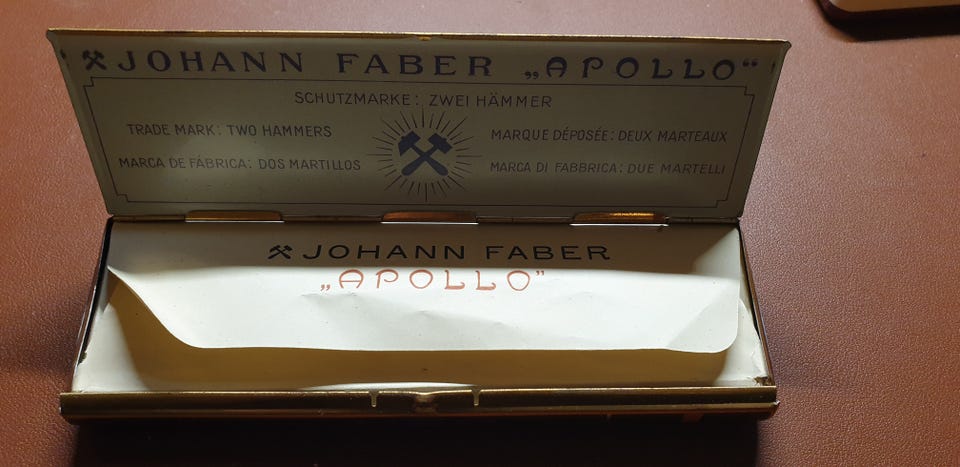 JOHANN FABER „APOLLO“
SCHUTZMARKE: ZWEI HÄMMER
TRADE MARK: TWO HAMMERS
MARQUE DÉPOSÉE: DEUX MARTEAUX
MARCA DE FÁBRICA: DOS MARTILLOS
MARCA DI FABBRICA: DUE MARTELLI
JOHANN FABER
„APOLLO”